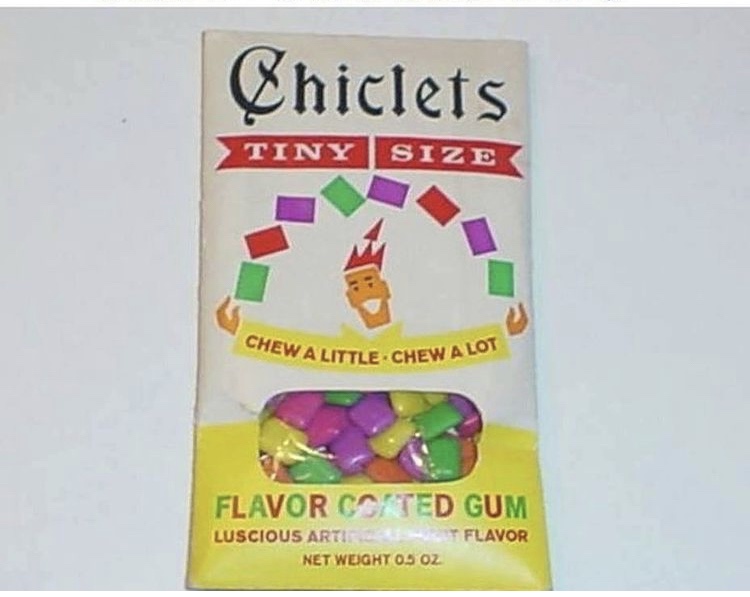 Chiclets
TINY SIZE
CHEW A LITTLE · CHEW A LOT
FLAVOR COATED GUM
LUSCIOUS FLAVOR
NET WEIGHT 0.5 OZ.